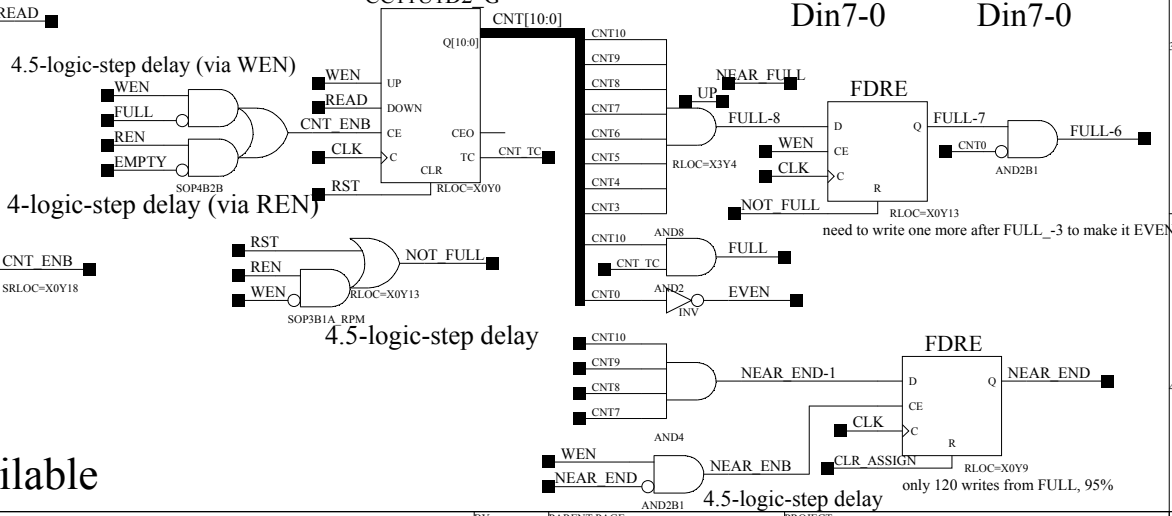 READ
CNT[10:0]
Din7-0
Din7-0
4.5-logic-step delay (via WEN)
WEN
FULL
REN
EMPTY
SOP4B2B
CNT_ENB
WEN
READ
CLK
RST
UP
DOWN
CE
C
CLR
Q[10:0]
CEO
TC
CNT_TC
RLOC=X0Y0
4-logic-step delay (via REN)
CNT10
CNT9
CNT8
CNT7
CNT6
CNT5
CNT4
CNT3
NEAR_FULL
UP
FULL-8
RLOC=X3Y4
AND8
FDRE
WEN
CLK
NOT_FULL
D
CE
C
R
Q
RLOC=X0Y13
FULL-7
CNT0
AND2B1
FULL-6
need to write one more after FULL_-3 to make it EVEN
CNT_ENB
SRLOC=X0Y18
RST
REN
WEN
NOT_FULL
RLOC=X0Y13
SOP3B1A_RPM
4.5-logic-step delay
CNT10
CNT_TC
FULL
AND2
CNT0
EVEN
INV
CNT10
CNT9
CNT8
CNT7
NEAR_END-1
AND4
FDRE
D
CE
C
R
Q
NEAR_END
CLK
CLR_ASSIGN
RLOC=X0Y9
only 120 writes from FULL, 95%
WEN
NEAR_END
NEAR_ENB
AND2B1
4.5-logic-step delay
ilable